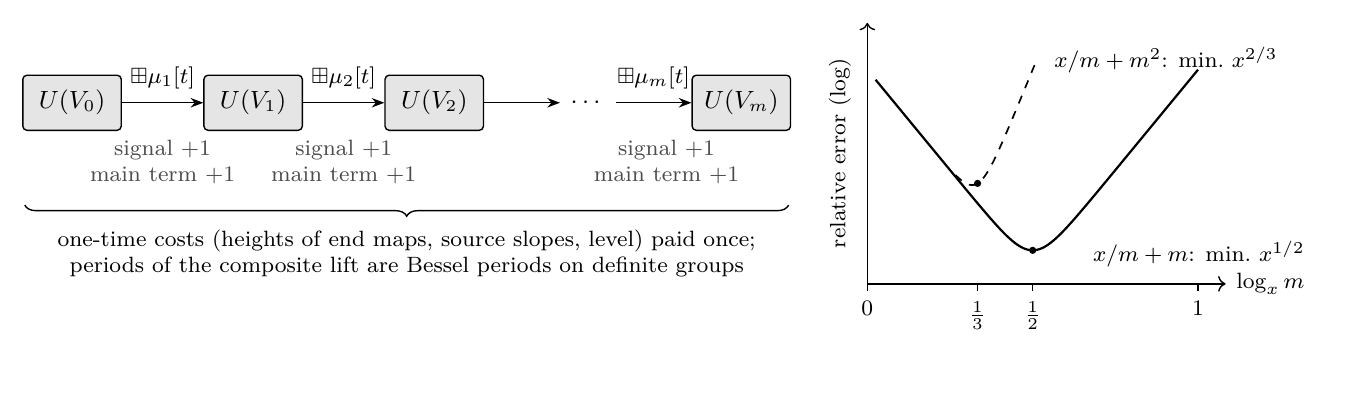 ⊞μ₁[t] ⊞μ₂[t] ⊞μₘ[t]
U(V₀) U(V₁) U(V₂) ⋯ U(Vₘ)
signal +1 signal +1 signal +1
main term +1 main term +1 main term +1
one-time costs (heights of end maps, source slopes, level) paid once;
periods of the composite lift are Bessel periods on definite groups
relative error (log)
x/m + m²: min. x^{2/3}
x/m + m: min. x^{1/2}
logₓ m
0 1/3 1/2 1